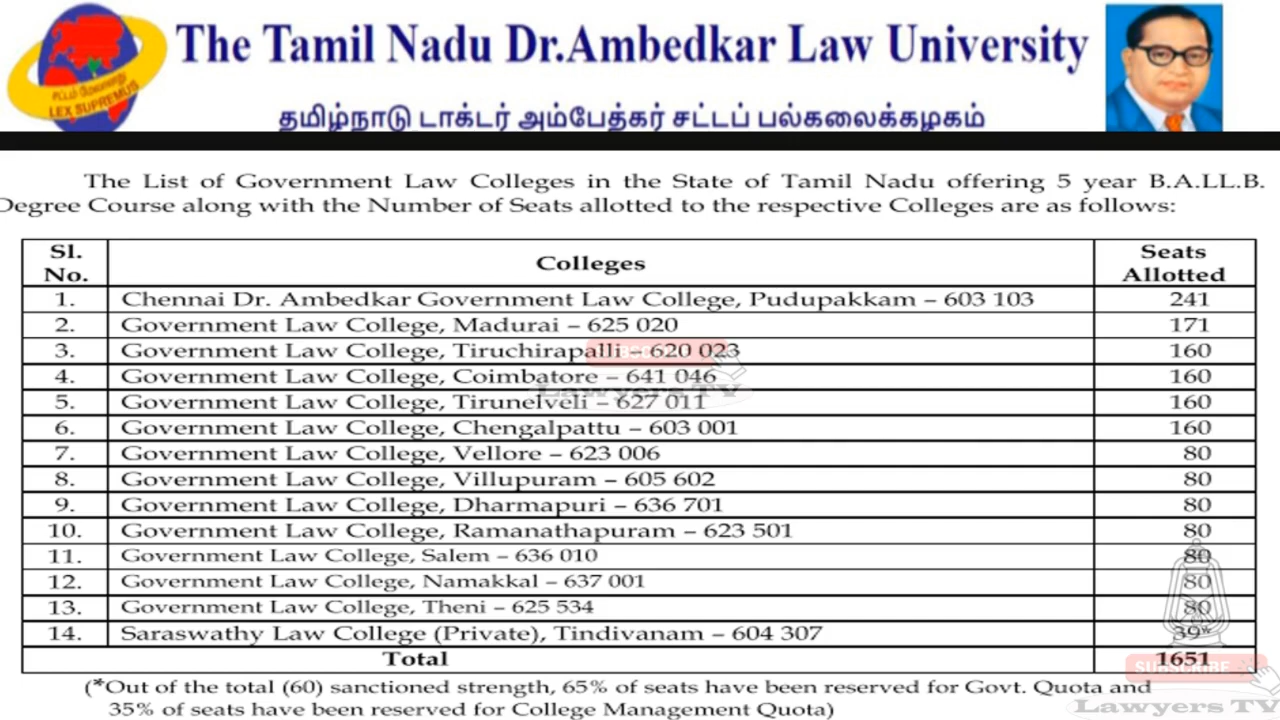 The Tamil Nadu Dr.Ambedkar Law University
தமிழ்நாடு டாக்டர் அம்பேத்கர் சட்டப் பல்கலைக்கழகம்
சட்டம் மேலானது
LEX SUPREMUS
The List of Government Law Colleges in the State of Tamil Nadu offering 5 year B.A.LL.B.
Degree Course along with the Number of Seats allotted to the respective Colleges are as follows:
Sl. No. Colleges Seats Allotted
1. Chennai Dr. Ambedkar Government Law College, Pudupakkam – 603 103 241
2. Government Law College, Madurai – 625 020 171
3. Government Law College, Tiruchirapalli – 620 023 160
4. Government Law College, Coimbatore – 641 046 160
5. Government Law College, Tirunelveli – 627 011 160
6. Government Law College, Chengalpattu – 603 001 160
7. Government Law College, Vellore – 623 006 80
8. Government Law College, Villupuram – 605 602 80
9. Government Law College, Dharmapuri – 636 701 80
10. Government Law College, Ramanathapuram – 623 501 80
11. Government Law College, Salem – 636 010 80
12. Government Law College, Namakkal – 637 001 80
13. Government Law College, Theni – 625 534 80
14. Saraswathy Law College (Private), Tindivanam – 604 307 39*
Total 1651
(*Out of the total (60) sanctioned strength, 65% of seats have been reserved for Govt. Quota and
35% of seats have been reserved for College Management Quota)
Lawyers TV
SUBSCRIBE
Lawyers TV